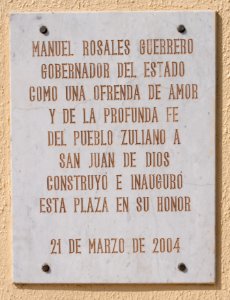 MANUEL ROSALES GUERRERO
GOBERNADOR DEL ESTADO
COMO UNA OFRENDA DE AMOR
Y DE LA PROFUNDA FE
DEL PUEBLO ZULIANO A
SAN JUAN DE DIOS
CONSTRUYÓ E INAUGURÓ
ESTA PLAZA EN SU HONOR
21 DE MARZO DE 2004